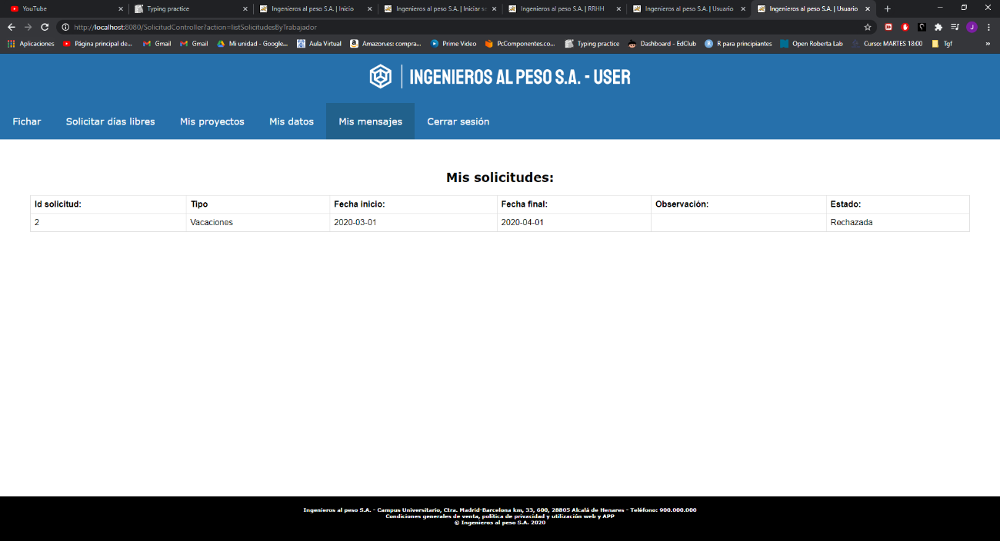 YouTube
Typing practice
Ingenieros al peso S.A. | Inicio
Ingenieros al peso S.A. | Iniciar se
Ingenieros al peso S.A. | RRHH
Ingenieros al peso S.A. | Usuario
Ingenieros al peso S.A. | Usuario
http://localhost:8080/SolicitudController?action=listSolicitudesByTrabajador
J
Aplicaciones
Página principal de...
Gmail
Gmail
Mi unidad - Google...
Aula Virtual
Amazon.es: compra...
Prime Video
PcComponentes.co...
Typing practice
Dashboard - EdClub
R para principiantes
Open Roberta Lab
Curso: MARTES 18:00
Tgf
»
INGENIEROS AL PESO S.A. - USER
Fichar
Solicitar días libres
Mis proyectos
Mis datos
Mis mensajes
Cerrar sesión
Mis solicitudes:
Id solicitud: Tipo Fecha inicio: Fecha final: Observación: Estado:
2 Vacaciones 2020-03-01 2020-04-01 Rechazada
Ingenieros al peso S.A. - Campus Universitario, Ctra. Madrid-Barcelona km, 33, 600, 28805 Alcalá de Henares - Teléfono: 900.000.000
Condiciones generales de venta, política de privacidad y utilización web y APP
© Ingenieros al peso S.A. 2020